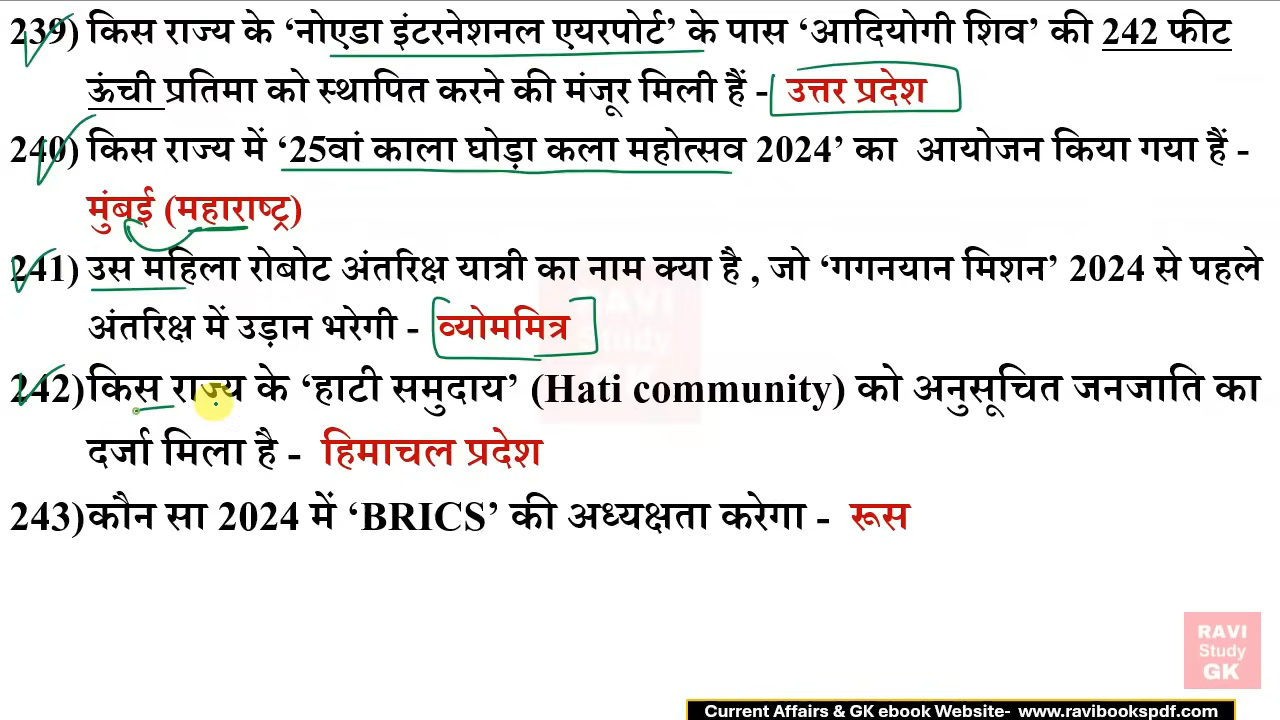 239) किस राज्य के ‘नोएडा इंटरनेशनल एयरपोर्ट’ के पास ‘आदियोगी शिव’ की 242 फीट
ऊंची प्रतिमा को स्थापित करने की मंजूर मिली हैं - उत्तर प्रदेश
240) किस राज्य में ‘25वां काला घोड़ा कला महोत्सव 2024’ का आयोजन किया गया हैं -
मुंबई (महाराष्ट्र)
241) उस महिला रोबोट अंतरिक्ष यात्री का नाम क्या है , जो ‘गगनयान मिशन’ 2024 से पहले
अंतरिक्ष में उड़ान भरेगी - व्योममित्र
242) किस राज्य के ‘हाटी समुदाय’ (Hati community) को अनुसूचित जनजाति का
दर्जा मिला है - हिमाचल प्रदेश
243) कौन सा 2024 में ‘BRICS’ की अध्यक्षता करेगा - रूस
RAVI
Study
GK
RAVI
Study
GK
Current Affairs & GK ebook Website- www.ravibookspdf.com